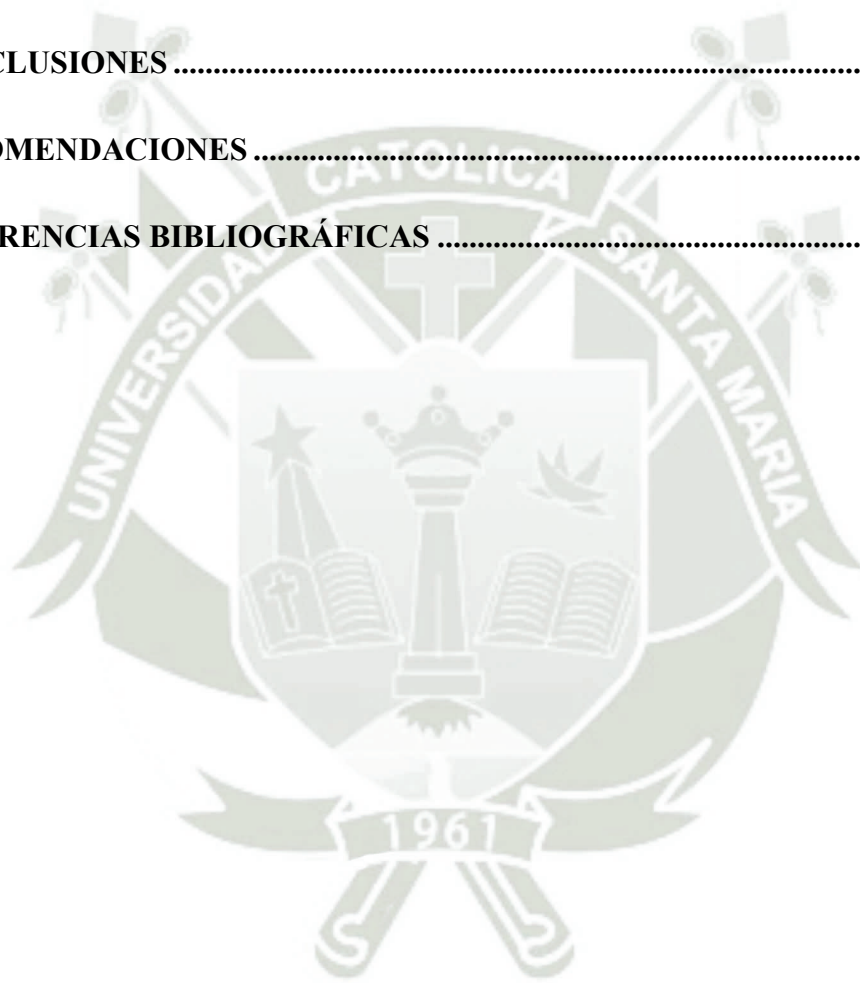 CLUSIONES ........................................................................................
OMENDACIONES ..............................................................................
RENCIAS BIBLIOGRÁFICAS ......................................................
UNIVERSIDAD CATOLICA SANTA MARIA
1961